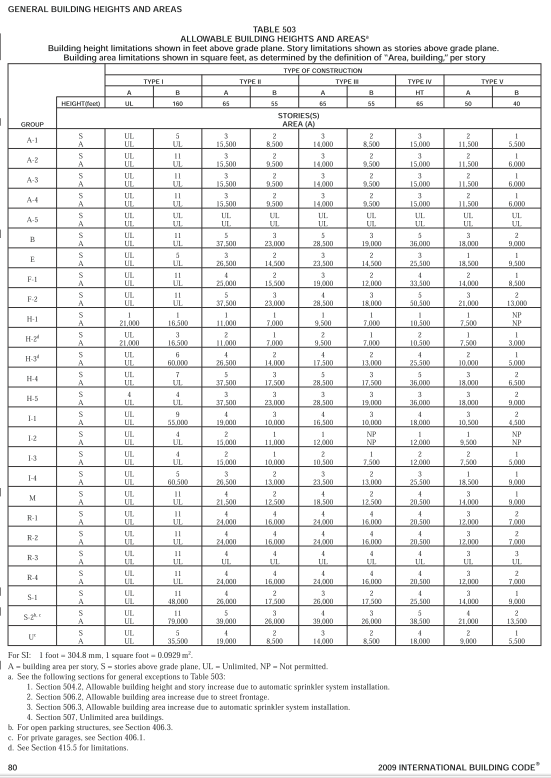 GENERAL BUILDING HEIGHTS AND AREAS
TABLE 503
ALLOWABLE BUILDING HEIGHTS AND AREASa
Building height limitations shown in feet above grade plane. Story limitations shown as stories above grade plane.
Building area limitations shown in square feet, as determined by the definition of "Area, building," per story
TYPE OF CONSTRUCTION
TYPE I TYPE II TYPE III TYPE IV TYPE V
A B A B A B HT A B
HEIGHT(feet) UL 160 65 55 65 55 65 50 40
GROUP
STORIES(S)
AREA (A)
A-1
S UL 5 3 2 3 2 3 2 1
A UL UL 15,500 8,500 14,000 8,500 15,000 11,500 5,500
A-2
S UL 11 3 2 3 2 3 2 1
A UL UL 15,500 9,500 14,000 9,500 15,000 11,500 6,000
A-3
S UL 11 3 2 3 2 3 2 1
A UL UL 15,500 9,500 14,000 9,500 15,000 11,500 6,000
A-4
S UL 11 3 2 3 2 3 2 1
A UL UL 15,500 9,500 14,000 9,500 15,000 11,500 6,000
A-5
S UL UL UL UL UL UL UL UL UL
A UL UL UL UL UL UL UL UL UL
B
S UL 11 5 3 5 3 5 3 2
A UL UL 37,500 23,000 28,500 19,000 36,000 18,000 9,000
E
S UL 5 3 2 3 2 3 1 1
A UL UL 26,500 14,500 23,500 14,500 25,500 18,500 9,500
F-1
S UL 11 4 2 3 2 4 2 1
A UL UL 25,000 15,500 19,000 12,000 33,500 14,000 8,500
F-2
S UL 11 5 3 4 3 5 3 2
A UL UL 37,500 23,000 28,500 18,000 50,500 21,000 13,000
H-1
S 1 1 1 1 1 1 1 1 NP
A 21,000 16,500 11,000 7,000 9,500 7,000 10,500 7,500 NP
H-2d
S UL 3 2 1 2 1 2 1 1
A 21,000 16,500 11,000 7,000 9,500 7,000 10,500 7,500 3,000
H-3d
S UL 6 4 2 4 2 4 2 1
A UL 60,000 26,500 14,000 17,500 13,000 25,500 10,000 5,000
H-4
S UL 7 5 3 5 3 5 3 2
A UL UL 37,500 17,500 28,500 17,500 36,000 18,000 6,500
H-5
S 4 4 3 3 3 3 3 3 2
A UL UL 37,500 23,000 28,500 19,000 36,000 18,000 9,000
I-1
S UL 9 4 3 4 3 4 3 2
A UL 55,000 19,000 10,000 16,500 10,000 18,000 10,500 4,500
I-2
S UL 4 2 1 1 NP 1 1 NP
A UL UL 15,000 11,000 12,000 NP 12,000 9,500 NP
I-3
S UL 4 2 1 2 1 2 2 1
A UL UL 15,000 10,000 10,500 7,500 12,000 7,500 5,000
I-4
S UL 5 3 2 3 2 3 1 1
A UL 60,500 26,500 13,000 23,500 13,000 25,500 18,500 9,000
M
S UL 11 4 2 4 2 4 3 1
A UL UL 21,500 12,500 18,500 12,500 20,500 14,000 9,000
R-1
S UL 11 4 4 4 4 4 3 2
A UL UL 24,000 16,000 24,000 16,000 20,500 12,000 7,000
R-2
S UL 11 4 4 4 4 4 3 2
A UL UL 24,000 16,000 24,000 16,000 20,500 12,000 7,000
R-3
S UL 11 4 4 4 4 4 3 3
A UL UL UL UL UL UL UL UL UL
R-4
S UL 11 4 4 4 4 4 3 2
A UL UL 24,000 16,000 24,000 16,000 20,500 12,000 7,000
S-1
S UL 11 4 2 3 2 4 3 1
A UL 48,000 26,000 17,500 26,000 17,500 25,500 14,000 9,000
S-2b, c
S UL 11 5 3 4 3 5 4 2
A UL 79,000 39,000 26,000 39,000 26,000 38,500 21,000 13,500
Uc
S UL 5 4 2 3 2 4 2 1
A UL 35,500 19,000 8,500 14,000 8,500 18,000 9,000 5,500
For SI: 1 foot = 304.8 mm, 1 square foot = 0.0929 m2.
A = building area per story, S = stories above grade plane, UL = Unlimited, NP = Not permitted.
a. See the following sections for general exceptions to Table 503:
1. Section 504.2, Allowable building height and story increase due to automatic sprinkler system installation.
2. Section 506.2, Allowable building area increase due to street frontage.
3. Section 506.3, Allowable building area increase due to automatic sprinkler system installation.
4. Section 507, Unlimited area buildings.
b. For open parking structures, see Section 406.3.
c. For private garages, see Section 406.1.
d. See Section 415.5 for limitations.
80
2009 INTERNATIONAL BUILDING CODE®